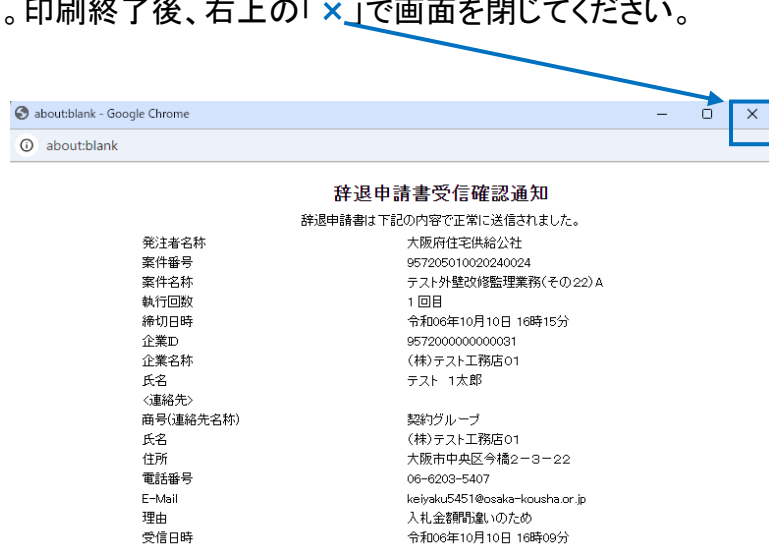 。印刷終了後、右上の「×」で画面を閉じてください。
about:blank - Google Chrome
about:blank
辞退申請書受信確認通知
辞退申請書は下記の内容で正常に送信されました。
発注者名称 大阪府住宅供給公社
案件番号 957205010020240024
案件名称 テスト外壁改修監理業務(その22)A
執行回数 1回目
締切日時 令和06年10月10日 16時15分
企業ID 9572000000000031
企業名称 (株)テスト工務店01
氏名 テスト 1太郎
<連絡先>
商号(連絡先名称) 契約グループ
氏名 (株)テスト工務店01
住所 大阪市中央区今橋2-3-22
電話番号 06-6203-5407
E-Mail keiyaku5451@osaka-kousha.or.jp
理由 入札金額間違いのため
受信日時 令和06年10月10日 16時09分